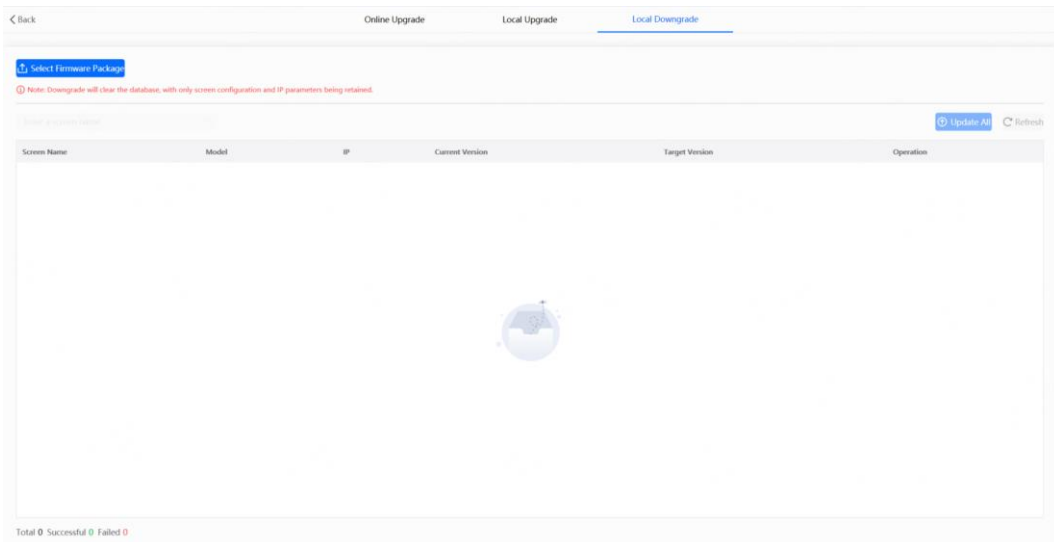 Back Online Upgrade Local Upgrade Local Downgrade
Select Firmware Package
Note: Downgrade will clear the database, with only screen configuration and IP parameters being retained.
Update All Refresh
Screen Name Model IP Current Version Target Version Operation
Total 0 Successful 0 Failed 0